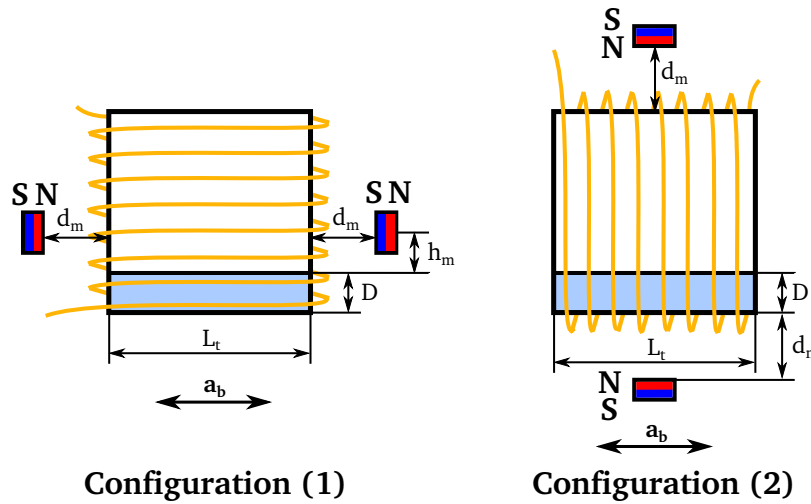 S
N
d_m
S N
d_m
S N
d_m
h_m
D
L_t
a_b
Configuration (1)
D
L_t
N
S
a_b
Configuration (2)